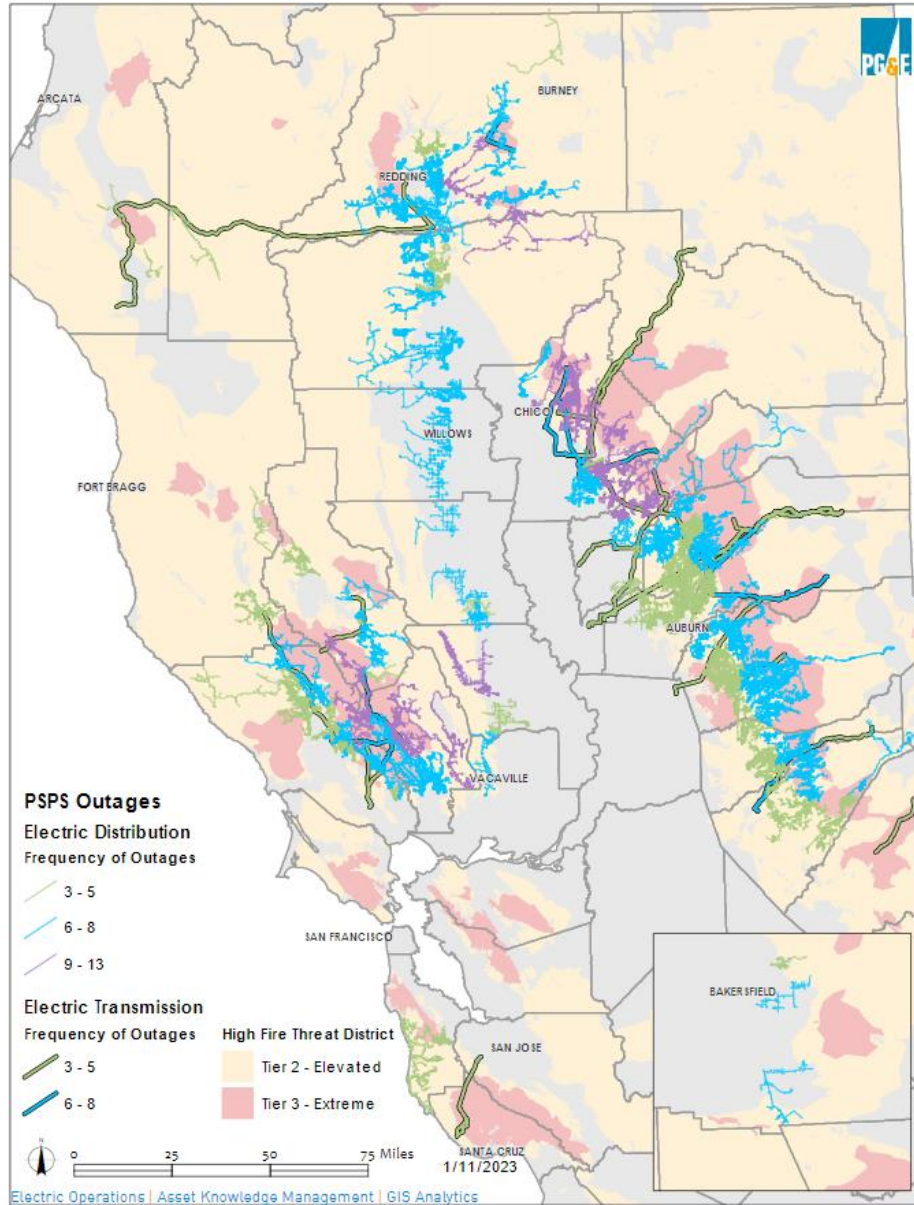 PG&E
BURNEY
ARCATA
REDDING
CHICO
WILLOWS
FORT BRAGG
AUBURN
VACAVILLE
PSPS Outages
Electric Distribution
Frequency of Outages
3 - 5
6 - 8
9 - 13
SAN FRANCISCO
BAKERSFIELD
Electric Transmission
Frequency of Outages
3 - 5
6 - 8
High Fire Threat District
Tier 2 - Elevated
Tier 3 - Extreme
SAN JOSE
SANTA CRUZ
N
0 25 50 75 Miles
1/11/2023
Electric Operations | Asset Knowledge Management | GIS Analytics